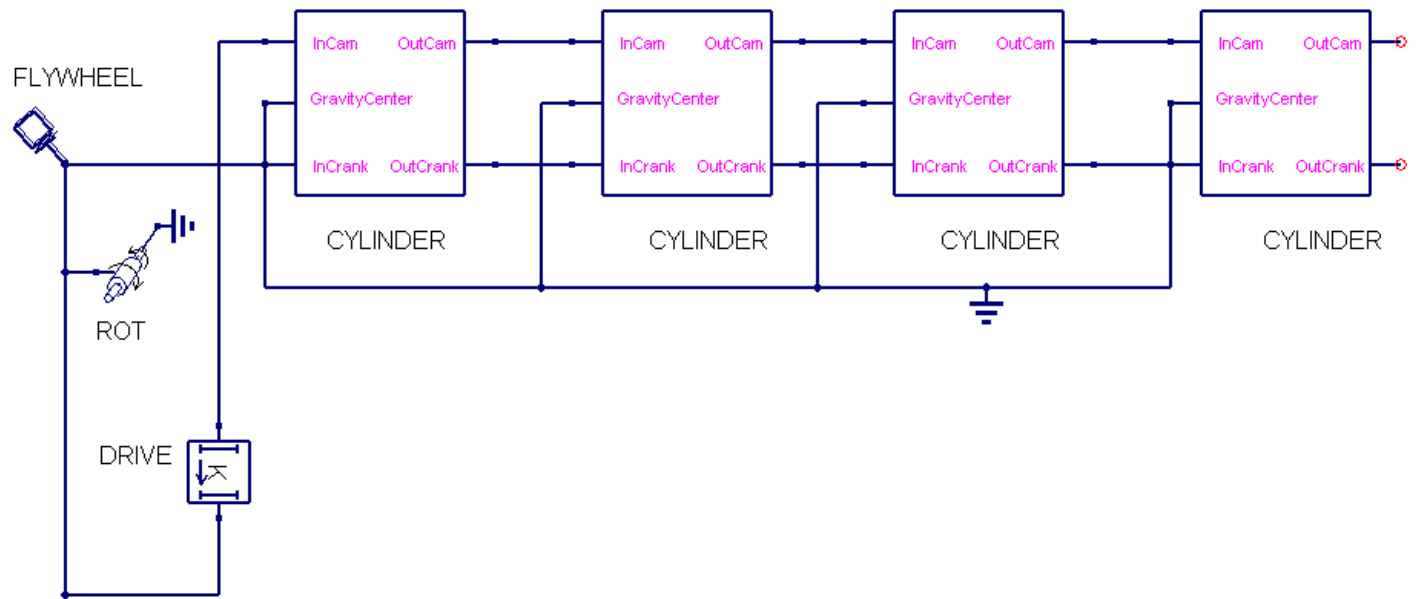 InCam OutCam
GravityCenter
InCrank OutCrank
CYLINDER
InCam OutCam
GravityCenter
InCrank OutCrank
CYLINDER
InCam OutCam
GravityCenter
InCrank OutCrank
CYLINDER
InCam OutCam
GravityCenter
InCrank OutCrank
CYLINDER
FLYWHEEL
ROT
DRIVE
K